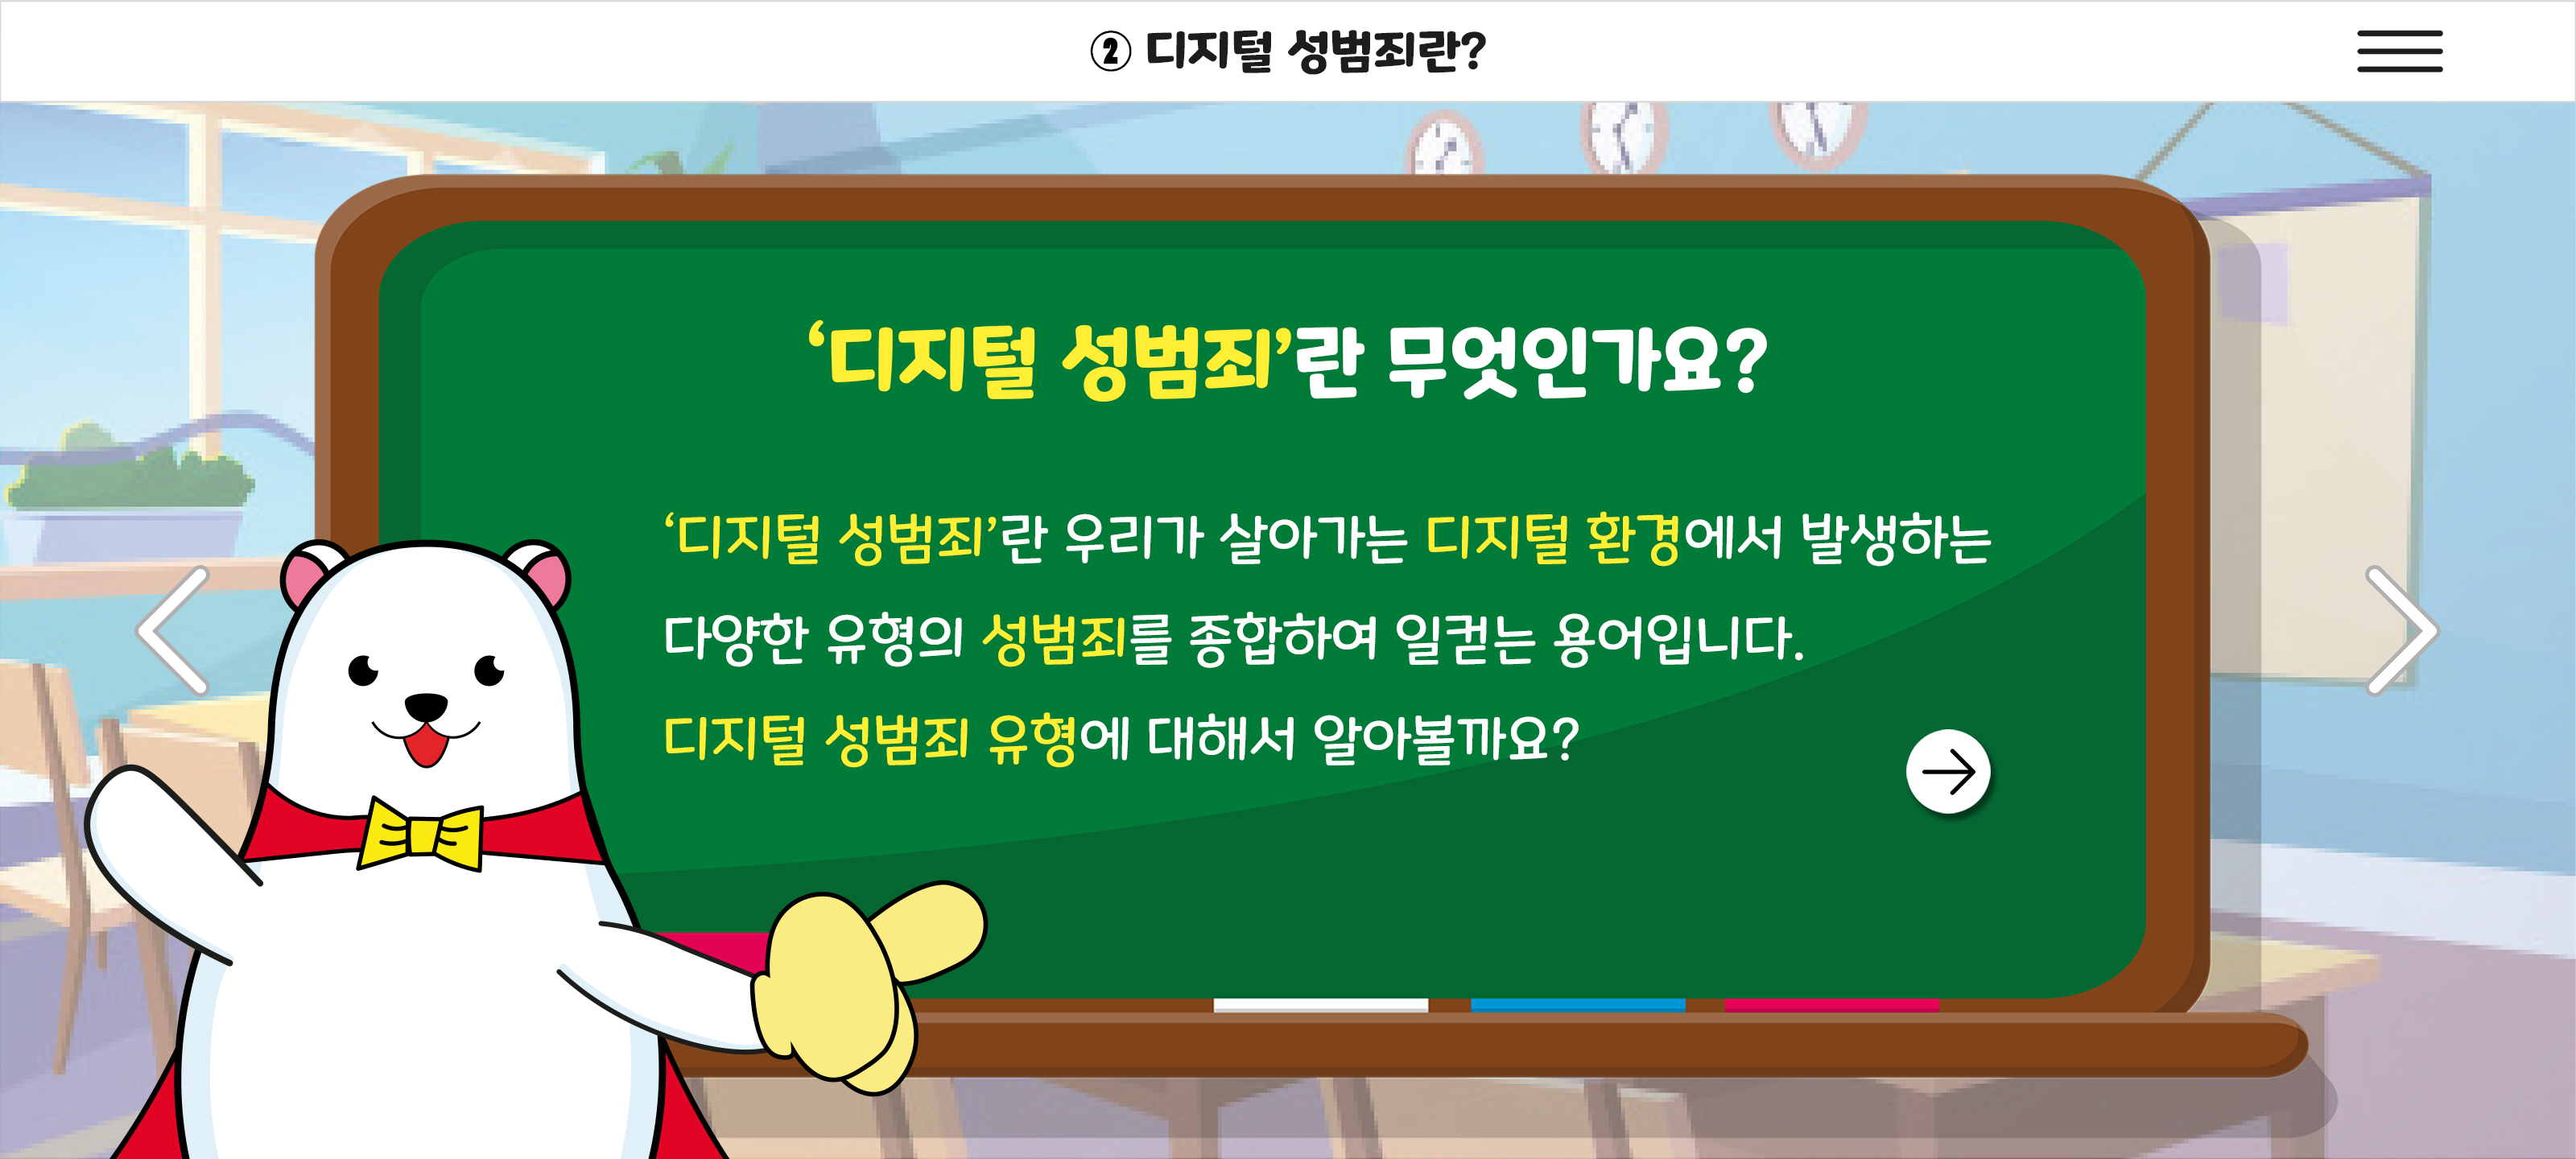 ② 디지털 성범죄란?
‘디지털 성범죄’란 무엇인가요?
‘디지털 성범죄’란 우리가 살아가는 디지털 환경에서 발생하는
다양한 유형의 성범죄를 종합하여 일컫는 용어입니다.
디지털 성범죄 유형에 대해서 알아볼까요?